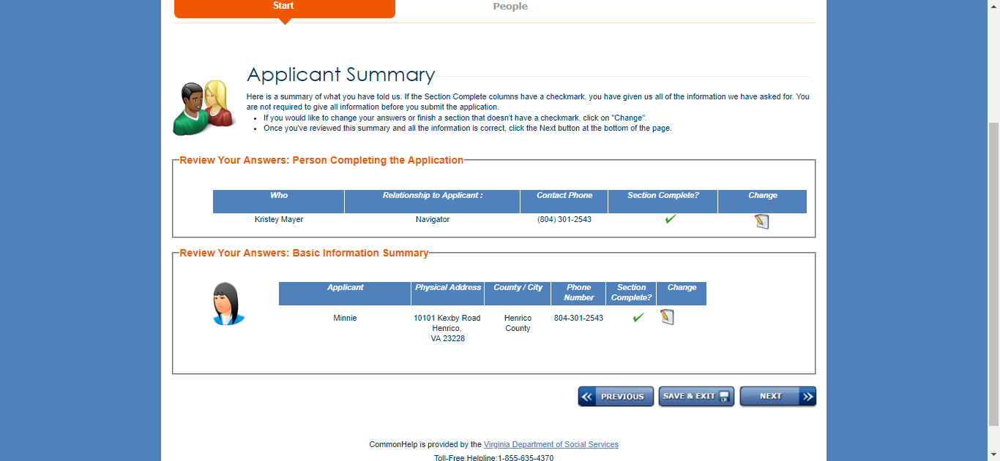 Start
People
Applicant Summary
Here is a summary of what you have told us. If the Section Complete columns have a checkmark, you have given us all of the information we have asked for. You
are not required to give all information before you submit the application.
• If you would like to change your answers or finish a section that doesn't have a checkmark, click on "Change".
• Once you've reviewed this summary and all the information is correct, click the Next button at the bottom of the page.
Review Your Answers: Person Completing the Application
Who Relationship to Applicant : Contact Phone Section Complete? Change
Kristey Mayer Navigator (804) 301-2543
Review Your Answers: Basic Information Summary
Applicant Physical Address County / City Phone Section Change
Number Complete?
Minnie 10101 Kexby Road Henrico 804-301-2543
Henrico, County
VA 23228
PREVIOUS SAVE & EXIT NEXT
CommonHelp is provided by the Virginia Department of Social Services
Toll-Free Helpline:1-855-635-4370